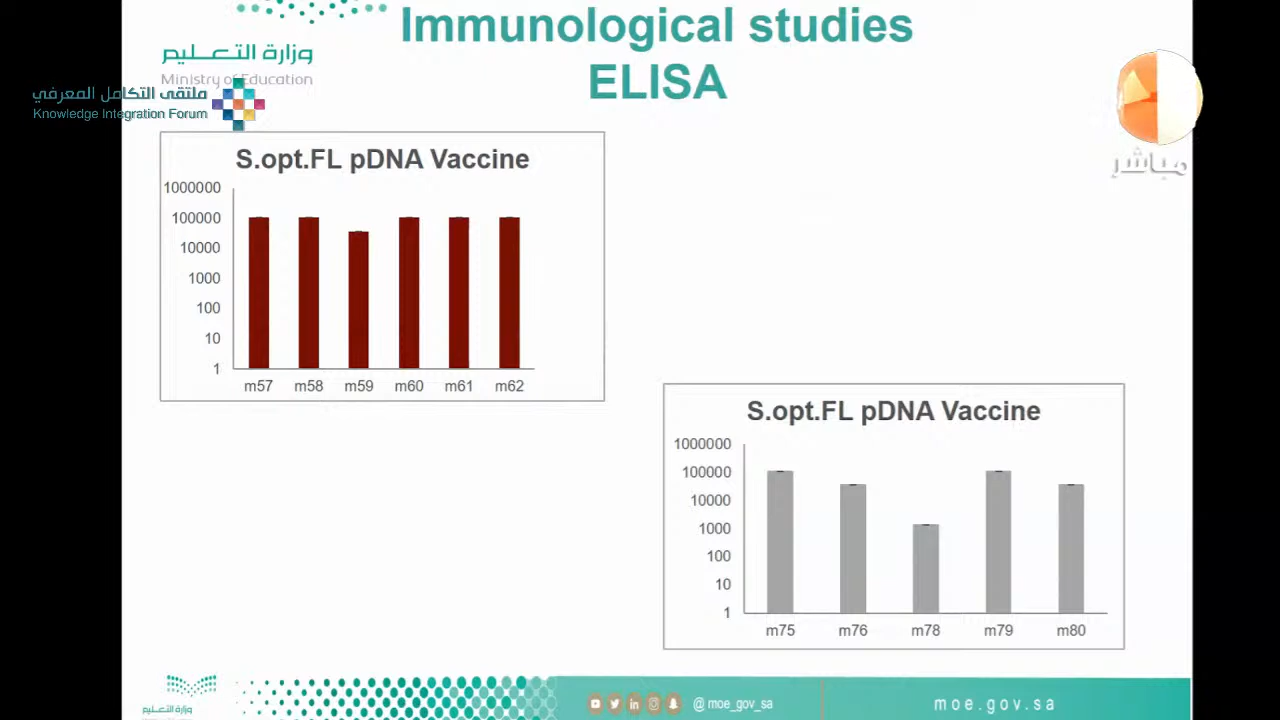 Immunological studies
ELISA
وزارة التعليم
Ministry of Education
ملتقى التكامل المعرفي
Knowledge Integration Forum
مباشر
S.opt.FL pDNA Vaccine
1000000
100000
10000
1000
100
10
1
m57 m58 m59 m60 m61 m62
S.opt.FL pDNA Vaccine
1000000
100000
10000
1000
100
10
1
m75 m76 m78 m79 m80
وزارة التعليم
@moe_gov_sa
moe.gov.sa